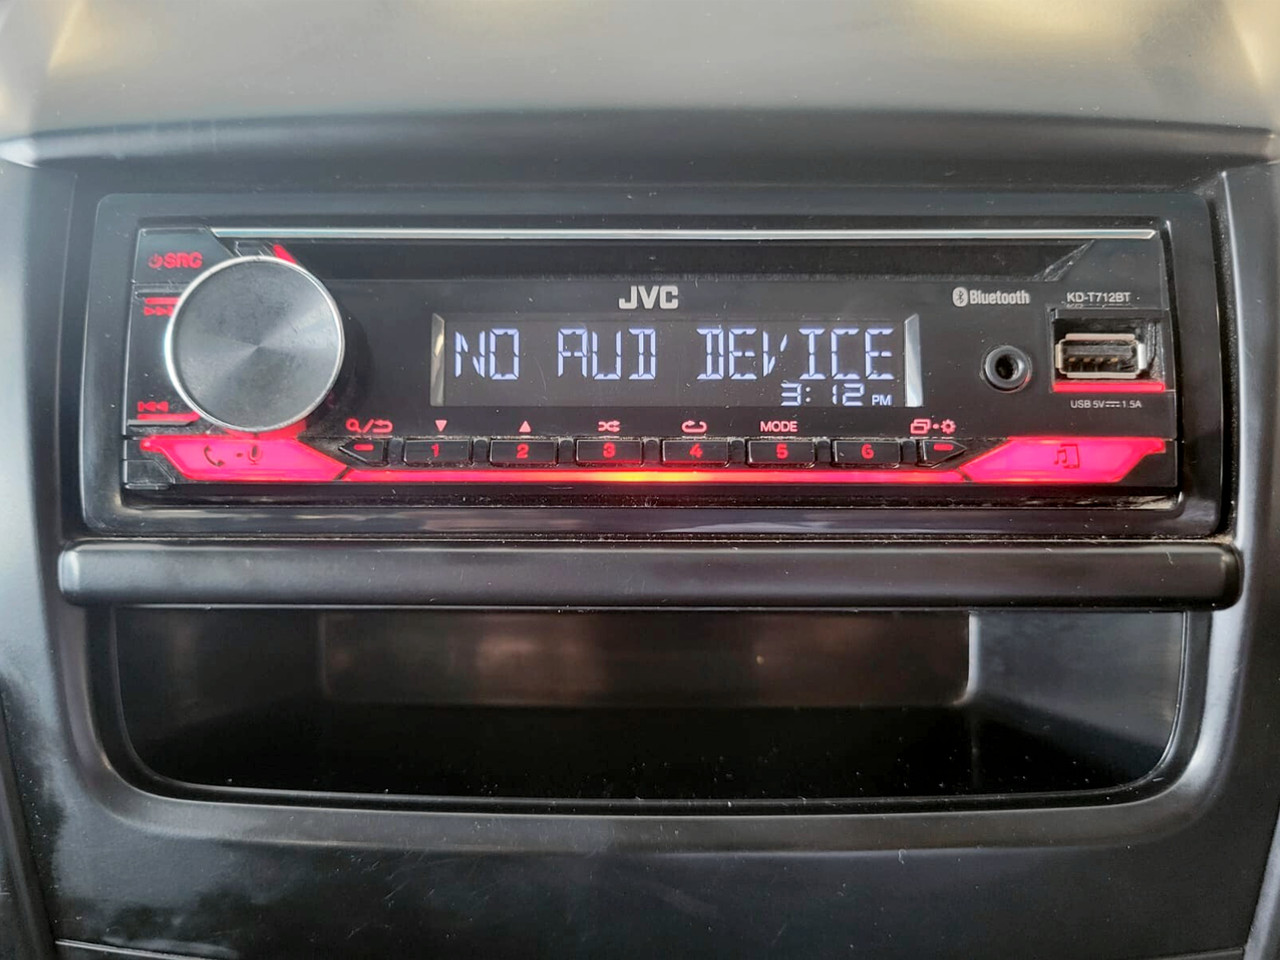 SRC
JVC
Bluetooth
KD-T712BT
NO AUD DEVICE
3:12 PM
USB 5V⎓1.5A
MODE
1 2 3 4 5 6